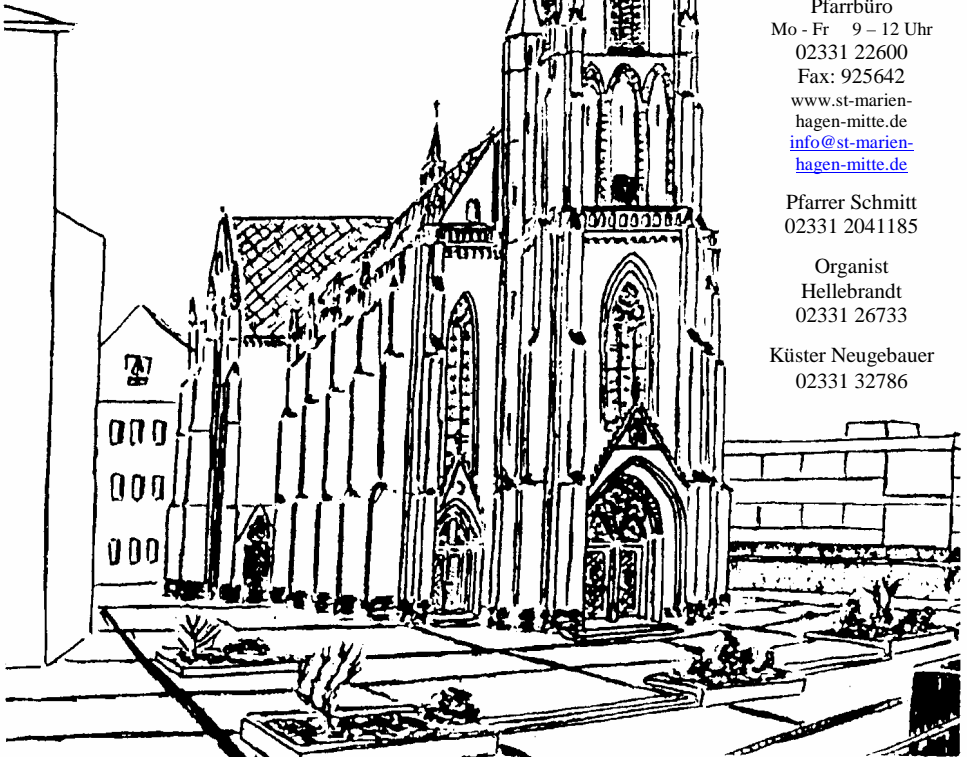 Pfarrbüro
Mo - Fr 9 – 12 Uhr
02331 22600
Fax: 925642
www.st-marien-
hagen-mitte.de
info@st-marien-
hagen-mitte.de
Pfarrer Schmitt
02331 2041185
Organist
Hellebrandt
02331 26733
Küster Neugebauer
02331 32786